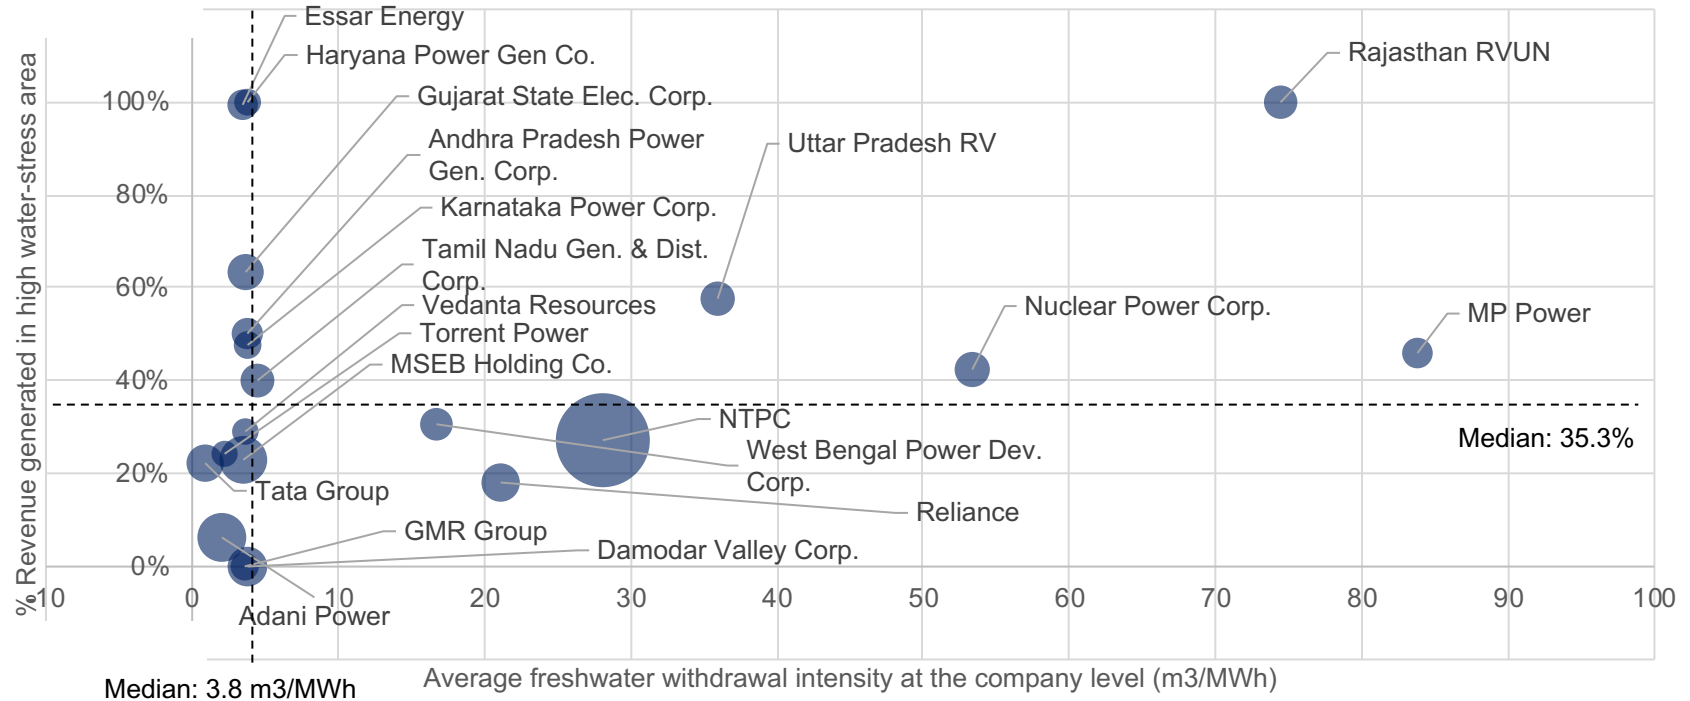 Essar Energy
Haryana Power Gen Co.
Rajasthan RVUN
100%
Gujarat State Elec. Corp.
Andhra Pradesh Power
Gen. Corp.
Uttar Pradesh RV
80%
Karnataka Power Corp.
Tamil Nadu Gen. & Dist.
Corp.
60%
Vedanta Resources
Nuclear Power Corp.
MP Power
Torrent Power
MSEB Holding Co.
40%
NTPC
Median: 35.3%
West Bengal Power Dev.
Corp.
20%
Tata Group
Reliance
GMR Group
Damodar Valley Corp.
0%
% Revenue generated in high water-stress area
-10 0 10 20 30 40 50 60 70 80 90 100
Adani Power
Median: 3.8 m3/MWh
Average freshwater withdrawal intensity at the company level (m3/MWh)